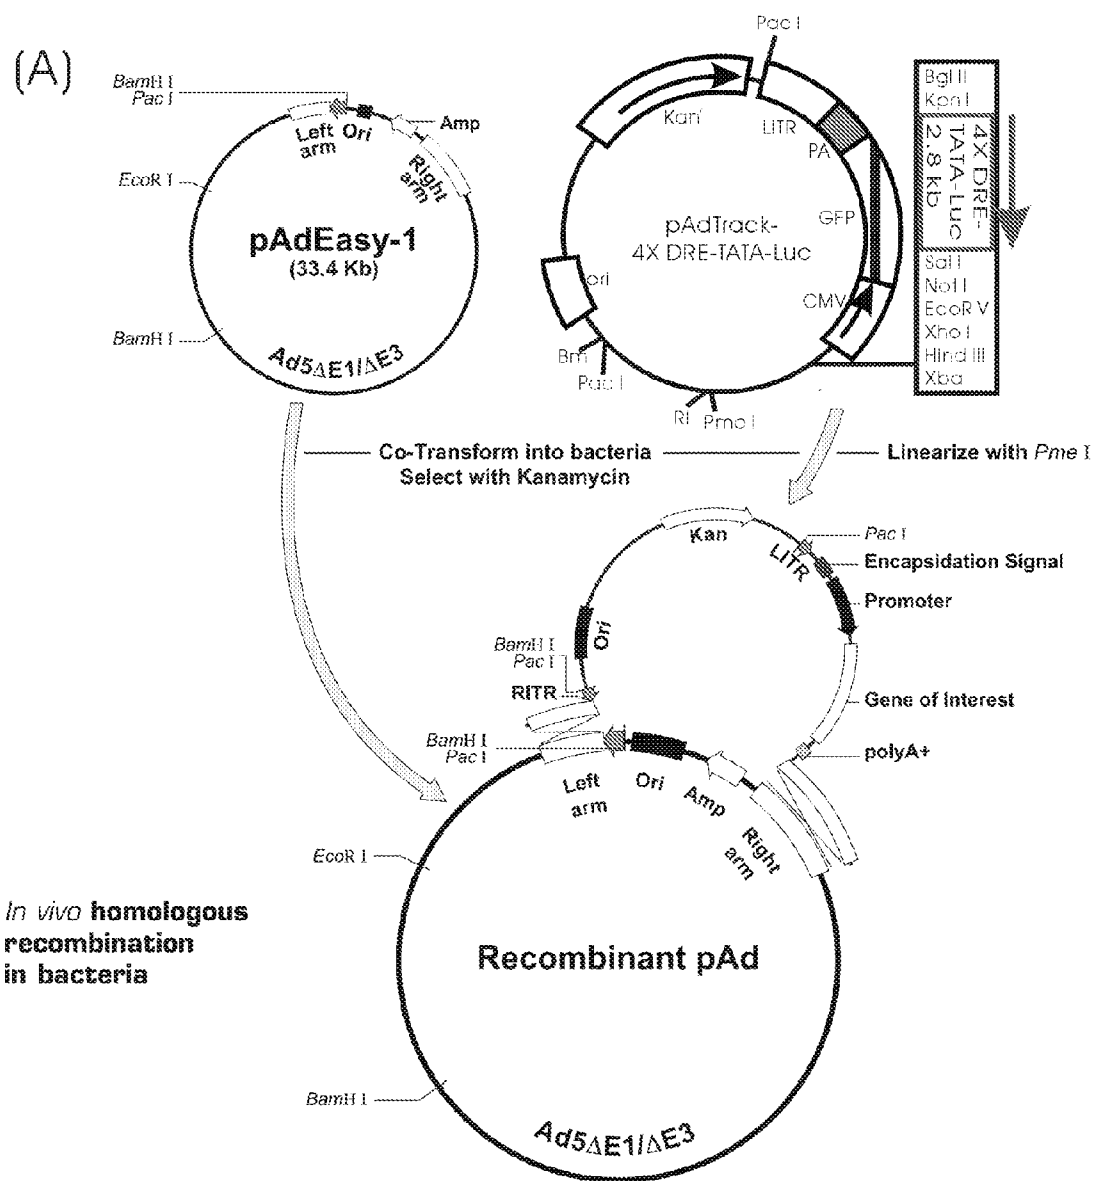 (A)
BamH I
Pac I
Left
arm
Ori
Amp
Right
arm
EcoR I
pAdEasy-1
(33.4 Kb)
BamH I
Ad5ΔE1/ΔE3
Pac I
Kan^r
LITR
PA
GFP
pAdTrack-
4X DRE-TATA-Luc
ori
CMV
Bm
Pac I
RI
Pme I
Bgl II
Kpn I
4X DRE-
TATA-Luc
2.8 kb
Sal I
Not I
EcoR V
Xho I
Hind III
Xba
Co-Transform into bacteria
Select with Kanamycin
Linearize with Pme I
Kan
Pac I
LITR
Encapsidation Signal
Promoter
Ori
BamH I
Pac I
RITR
Gene of Interest
polyA+
BamH I
Pac I
Left
arm
Ori
Amp
Right
arm
EcoR I
In vivo homologous
recombination
in bacteria
Recombinant pAd
BamH I
Ad5ΔE1/ΔE3